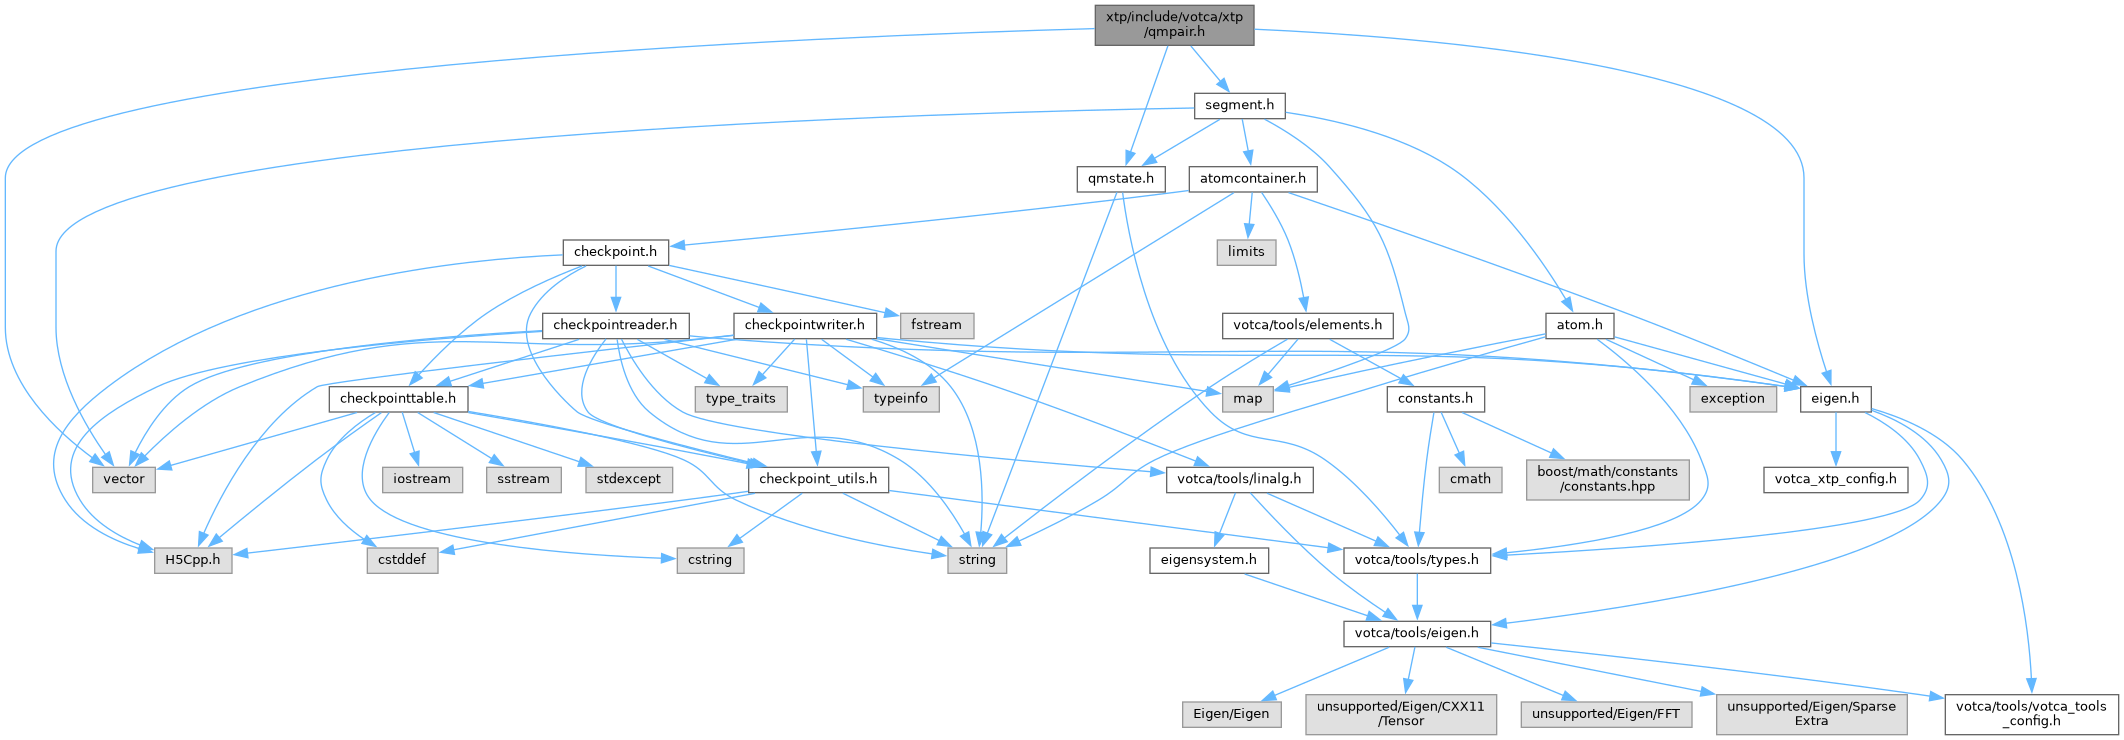 xtp/include/votca/xtp
/qmpair.h
segment.h
qmstate.h
atomcontainer.h
checkpoint.h
limits
checkpointreader.h
checkpointwriter.h
fstream
votca/tools/elements.h
atom.h
checkpointtable.h
type_traits
typeinfo
map
constants.h
exception
eigen.h
vector
iostream
sstream
stdexcept
checkpoint_utils.h
votca/tools/linalg.h
cmath
boost/math/constants
/constants.hpp
votca_xtp_config.h
H5Cpp.h
cstddef
cstring
string
eigensystem.h
votca/tools/types.h
votca/tools/eigen.h
Eigen/Eigen
unsupported/Eigen/CXX11
/Tensor
unsupported/Eigen/FFT
unsupported/Eigen/Sparse
Extra
votca/tools/votca_tools
_config.h